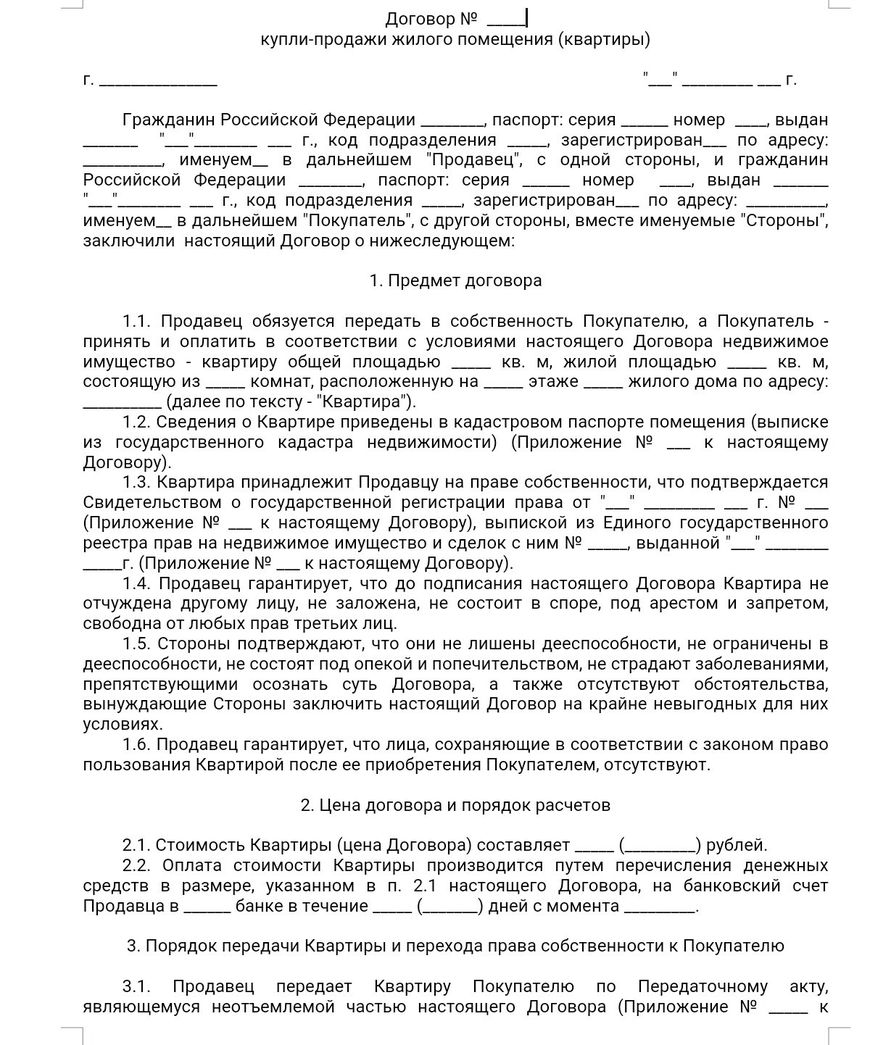 Договор № _____
купли-продажи жилого помещения (квартиры)
г. _______________ "___" _________ ___ г.
Гражданин Российской Федерации ________, паспорт: серия ______ номер ____, выдан
_______ "___"________ ___ г., код подразделения _____, зарегистрирован___ по адресу:
__________, именуем__ в дальнейшем "Продавец", с одной стороны, и гражданин
Российской Федерации ________, паспорт: серия ______ номер ____, выдан _______
"___"________ ___ г., код подразделения _____, зарегистрирован___ по адресу: __________,
именуем__ в дальнейшем "Покупатель", с другой стороны, вместе именуемые "Стороны",
заключили настоящий Договор о нижеследующем:
1. Предмет договора
1.1. Продавец обязуется передать в собственность Покупателю, а Покупатель -
принять и оплатить в соответствии с условиями настоящего Договора недвижимое
имущество - квартиру общей площадью _____ кв. м, жилой площадью _____ кв. м,
состоящую из _____ комнат, расположенную на _____ этаже _____ жилого дома по адресу:
__________ (далее по тексту - "Квартира").
1.2. Сведения о Квартире приведены в кадастровом паспорте помещения (выписке
из государственного кадастра недвижимости) (Приложение № ___ к настоящему
Договору).
1.3. Квартира принадлежит Продавцу на праве собственности, что подтверждается
Свидетельством о государственной регистрации права от "___" _________ ___ г. № ___
(Приложение № ___ к настоящему Договору), выпиской из Единого государственного
реестра прав на недвижимое имущество и сделок с ним № _____, выданной "___" ________
_____г. (Приложение № ___ к настоящему Договору).
1.4. Продавец гарантирует, что до подписания настоящего Договора Квартира не
отчуждена другому лицу, не заложена, не состоит в споре, под арестом и запретом,
свободна от любых прав третьих лиц.
1.5. Стороны подтверждают, что они не лишены дееспособности, не ограничены в
дееспособности, не состоят под опекой и попечительством, не страдают заболеваниями,
препятствующими осознать суть Договора, а также отсутствуют обстоятельства,
вынуждающие Стороны заключить настоящий Договор на крайне невыгодных для них
условиях.
1.6. Продавец гарантирует, что лица, сохраняющие в соответствии с законом право
пользования Квартирой после ее приобретения Покупателем, отсутствуют.
2. Цена договора и порядок расчетов
2.1. Стоимость Квартиры (цена Договора) составляет _____ (_________) рублей.
2.2. Оплата стоимости Квартиры производится путем перечисления денежных
средств в размере, указанном в п. 2.1 настоящего Договора, на банковский счет
Продавца в ______ банке в течение _____ (_______) дней с момента _________.
3. Порядок передачи Квартиры и перехода права собственности к Покупателю
3.1. Продавец передает Квартиру Покупателю по Передаточному акту,
являющемуся неотъемлемой частью настоящего Договора (Приложение № _____ к